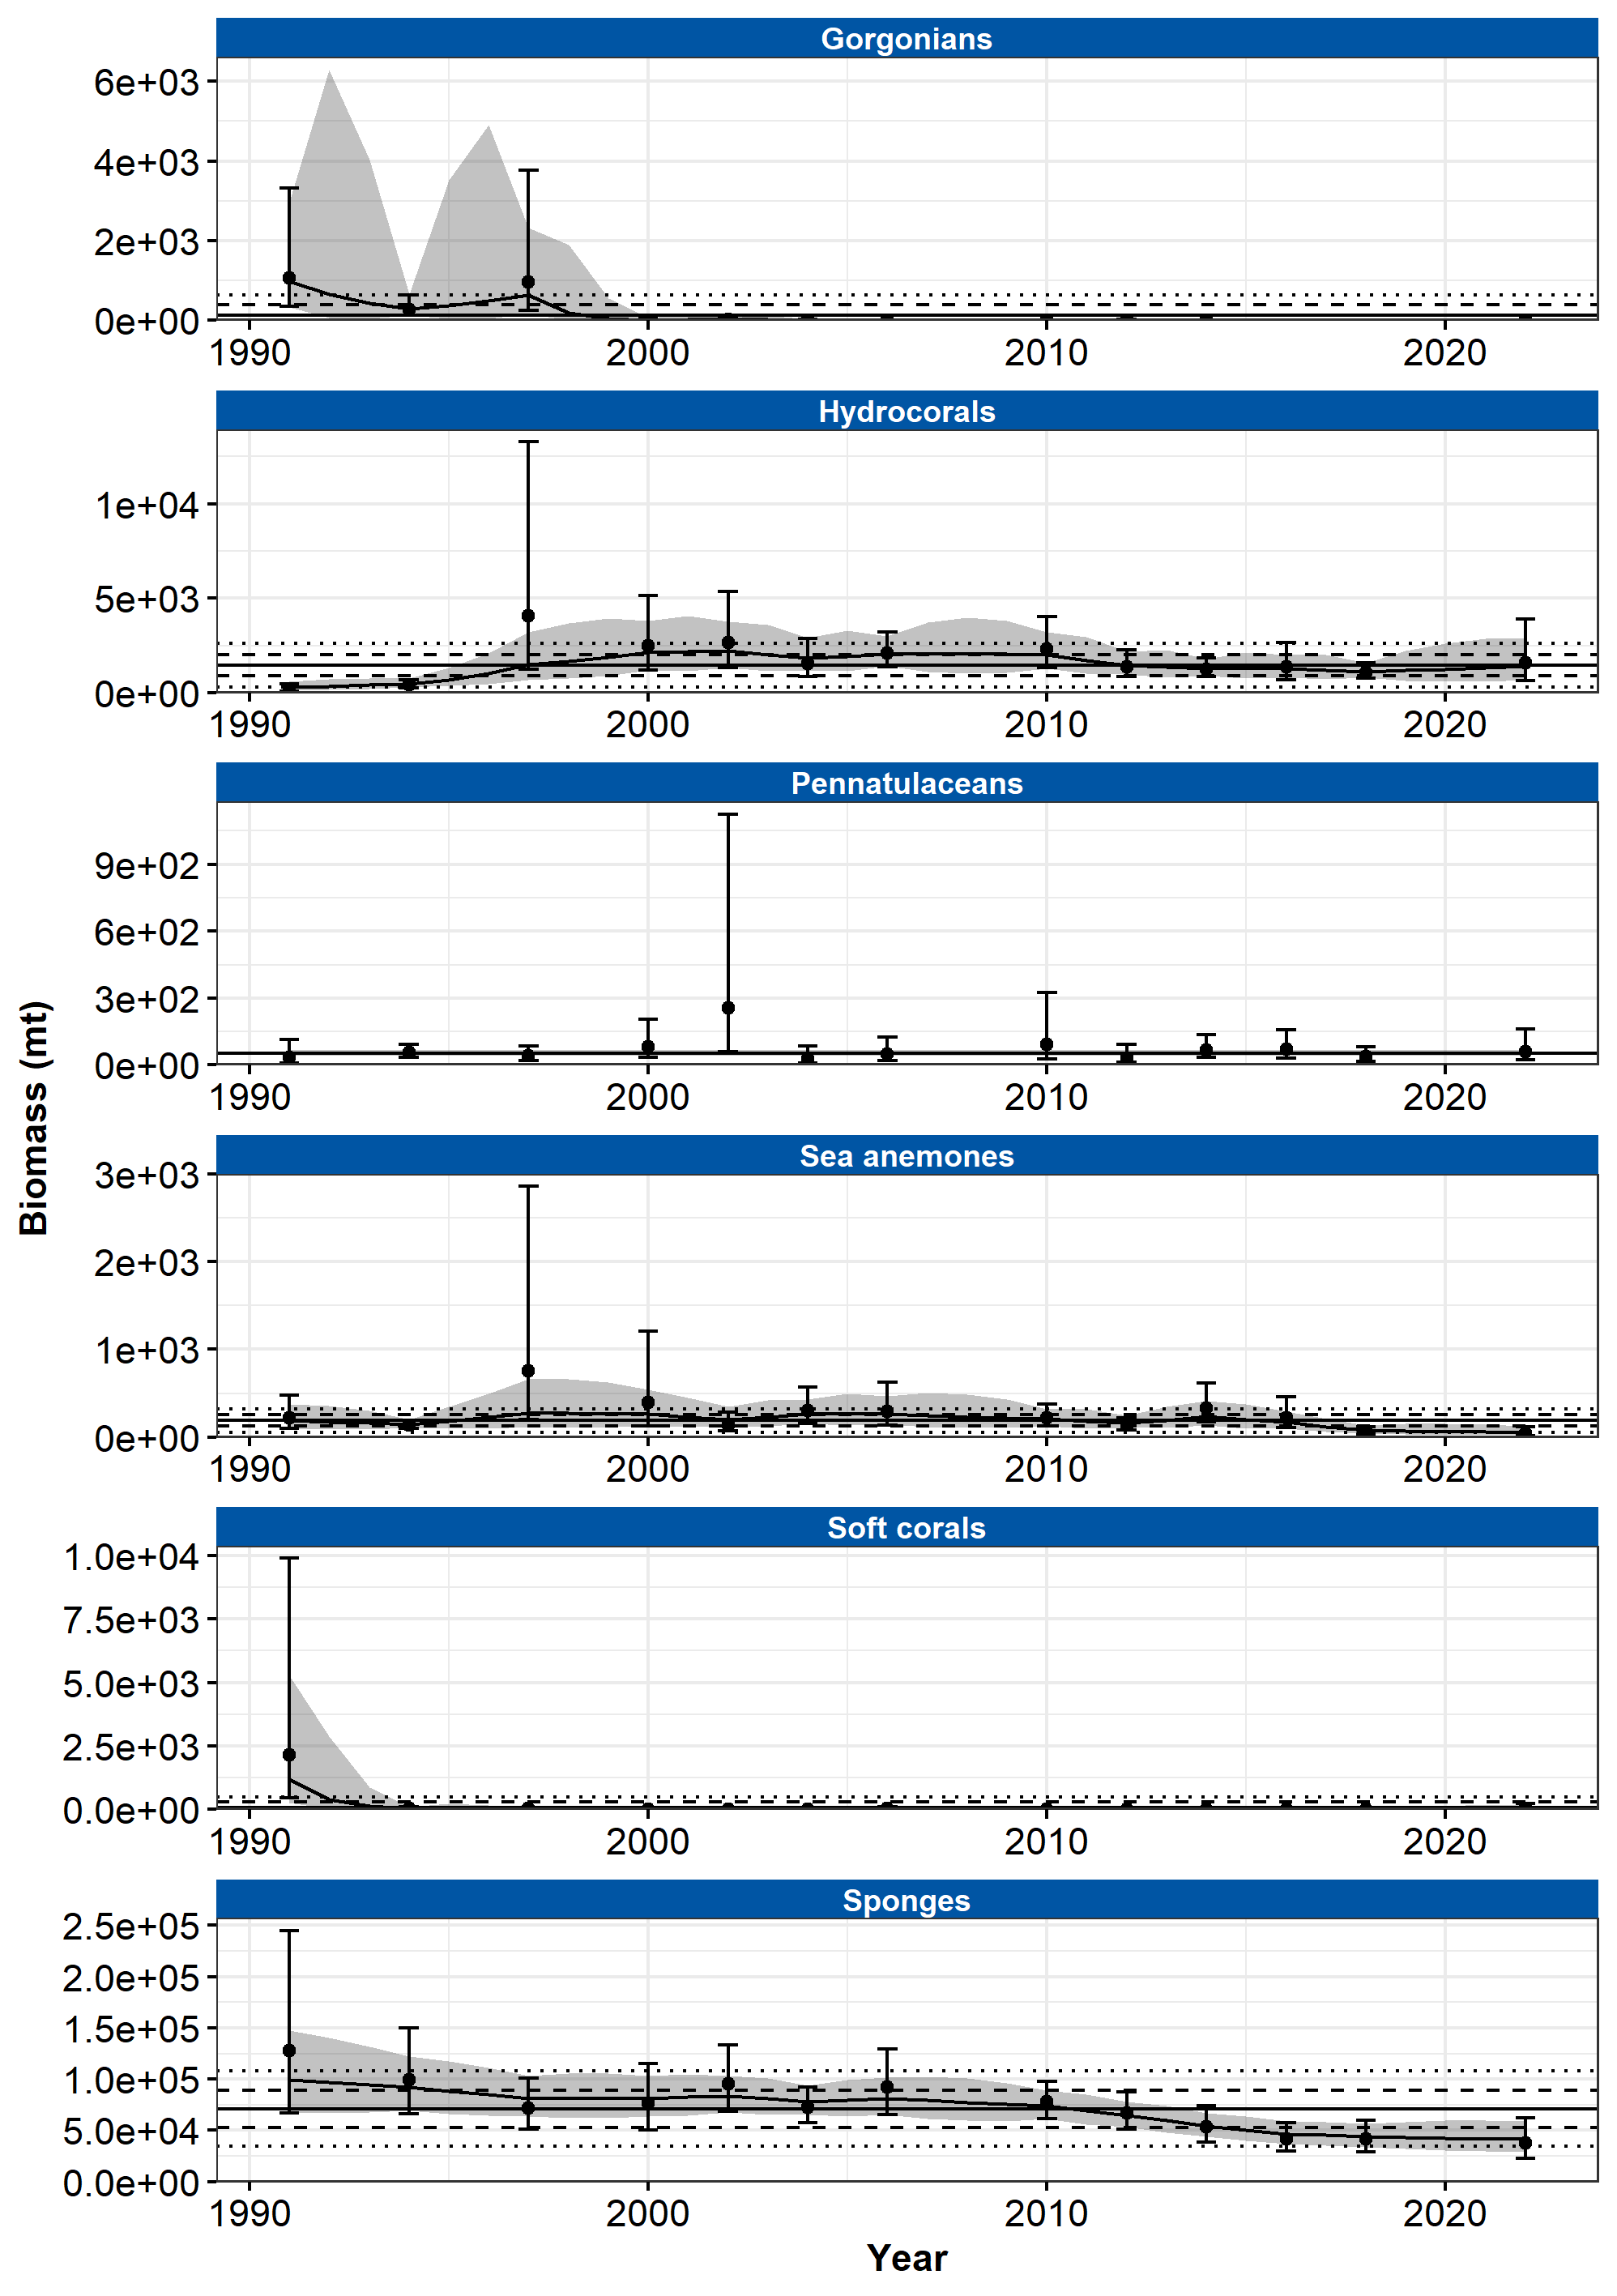 Gorgonians
6e+03
4e+03
2e+03
0e+00
1990 2000 2010 2020
Hydrocorals
1e+04
5e+03
0e+00
1990 2000 2010 2020
Pennatulaceans
9e+02
6e+02
3e+02
0e+00
1990 2000 2010 2020
Biomass (mt)
Sea anemones
3e+03
2e+03
1e+03
0e+00
1990 2000 2010 2020
Soft corals
1.0e+04
7.5e+03
5.0e+03
2.5e+03
0.0e+00
1990 2000 2010 2020
Sponges
2.5e+05
2.0e+05
1.5e+05
1.0e+05
5.0e+04
0.0e+00
1990 2000 2010 2020
Year